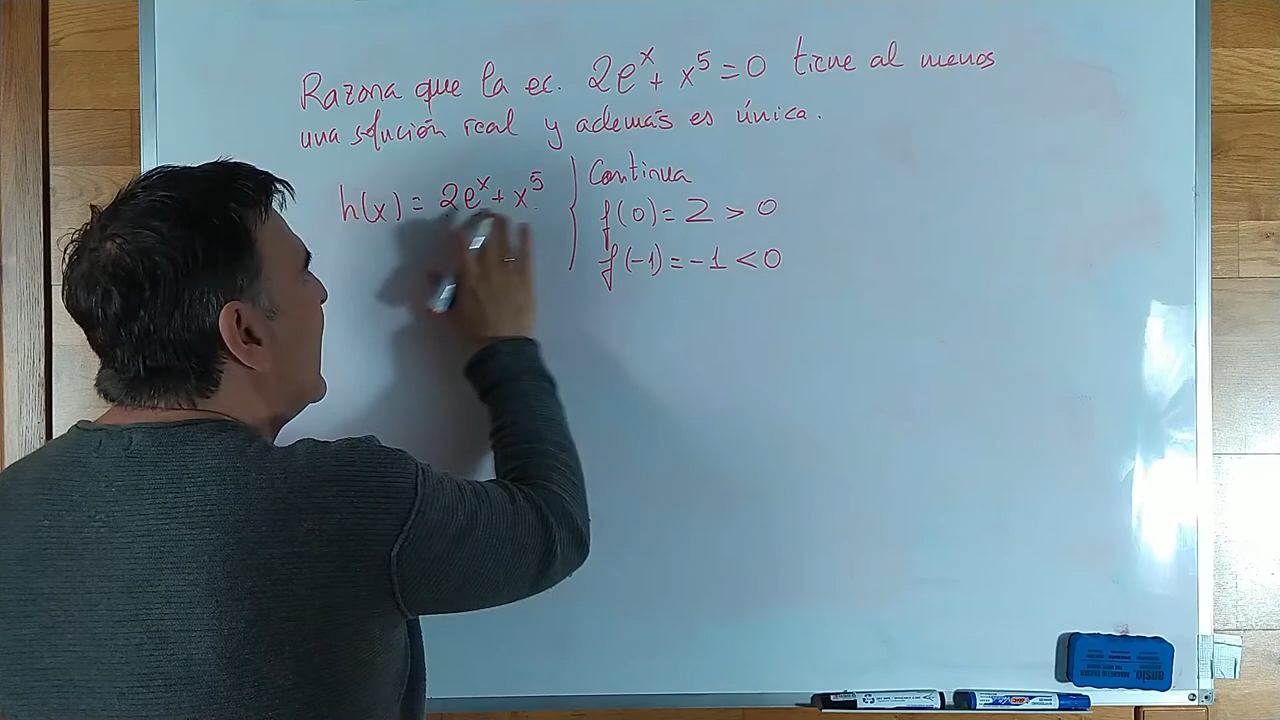 Razona que la ec. 2e^x + x^5 = 0 tiene al menos
una solución real y además es única.
h(x) = 2e^x + x^5
Continua
f(0) = 2 > 0
f(-1) = -1 < 0
ansio